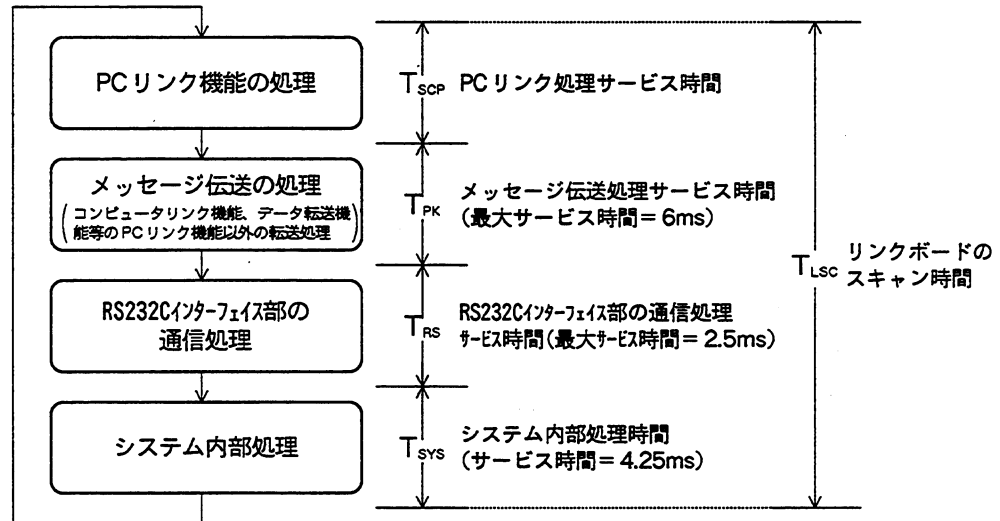 PCリンク機能の処理
T_SCP PCリンク処理サービス時間
メッセージ伝送の処理
(コンピュータリンク機能、データ転送機
能等のPCリンク機能以外の転送処理)
T_PK メッセージ伝送処理サービス時間
(最大サービス時間=6ms)
T_LSC リンクボードの
スキャン時間
RS232Cインターフェイス部の
通信処理
T_RS RS232Cインターフェイス部の通信処理
サービス時間(最大サービス時間=2.5ms)
システム内部処理
T_SYS システム内部処理時間
(サービス時間=4.25ms)